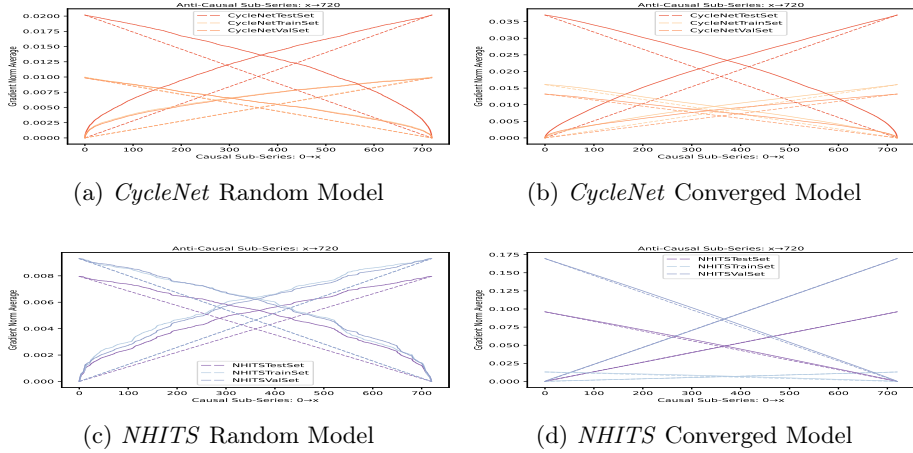 Anti-Causal Sub-Series: x→720
CycleNetTestSet
CycleNetTrainSet
CycleNetValSet
Gradient Norm Average
0.0200
0.0175
0.0150
0.0125
0.0100
0.0075
0.0050
0.0025
0.0000
0 100 200 300 400 500 600 700
Causal Sub-Series: 0→x
(a) CycleNet Random Model
Anti-Causal Sub-Series: x→720
CycleNetTestSet
CycleNetTrainSet
CycleNetValSet
Gradient Norm Average
0.035
0.030
0.025
0.020
0.015
0.010
0.005
0.000
0 100 200 300 400 500 600 700
Causal Sub-Series: 0→x
(b) CycleNet Converged Model
Anti-Causal Sub-Series: x→720
Gradient Norm Average
0.008
0.006
0.004
0.002
0.000
NHITSTestSet
NHITSTrainSet
NHITSValSet
0 100 200 300 400 500 600 700
Causal Sub-Series: 0→x
(c) NHITS Random Model
Anti-Causal Sub-Series: x→720
NHITSTestSet
NHITSTrainSet
NHITSValSet
Gradient Norm Average
0.175
0.150
0.125
0.100
0.075
0.050
0.025
0.000
0 100 200 300 400 500 600 700
Causal Sub-Series: 0→x
(d) NHITS Converged Model